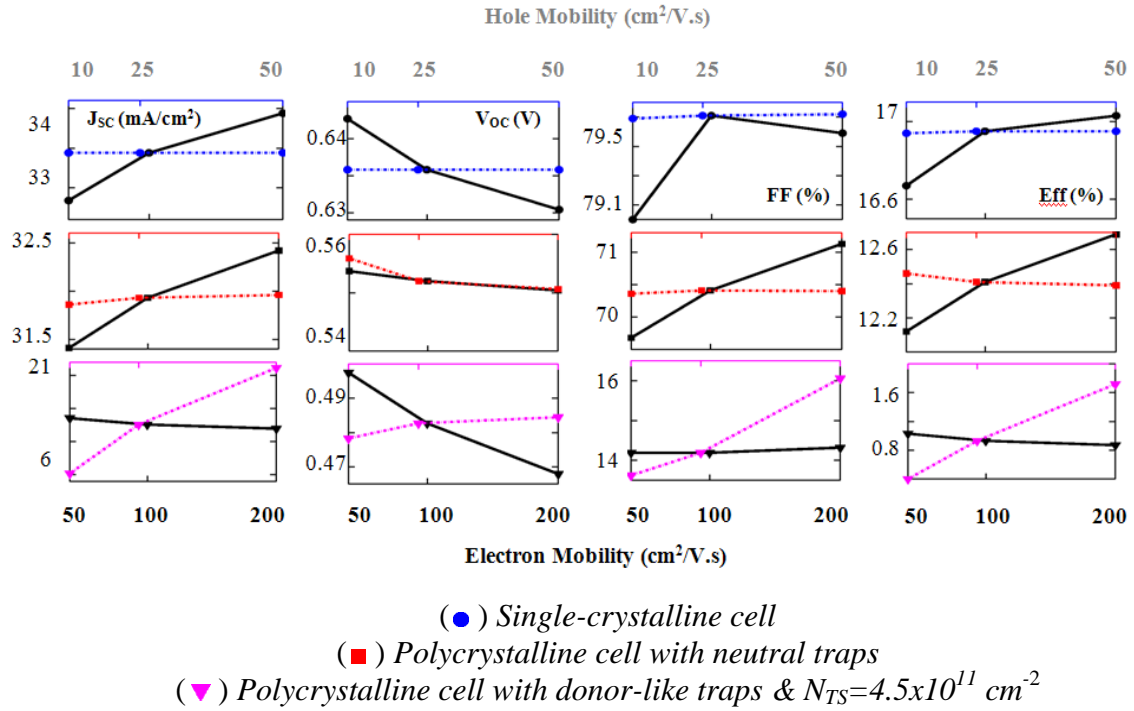 Hole Mobility (cm²/V.s)
10 25 50 10 25 50 10 25 50 10 25 50
J_SC (mA/cm²) V_OC (V) FF (%) Eff (%)
34 33
0.64 0.63
79.5 79.1
17 16.6
32.5 31.5
0.56 0.54
71 70
12.6 12.2
21 6
0.49 0.47
16 14
1.6 0.8
50 100 200 50 100 200 50 100 200 50 100 200
Electron Mobility (cm²/V.s)
(●) Single-crystalline cell
(■) Polycrystalline cell with neutral traps
(▼) Polycrystalline cell with donor-like traps & N_TS=4.5x10¹¹ cm⁻²